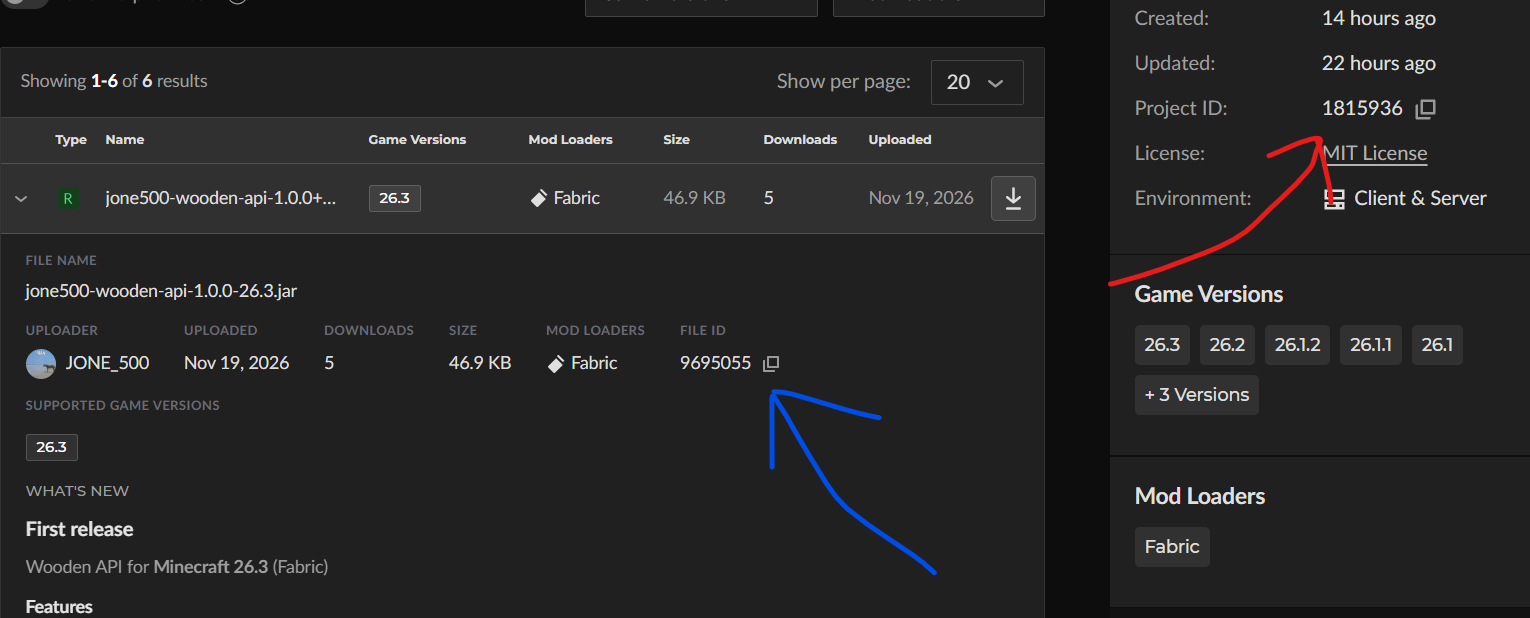 Created: 14 hours ago
Updated: 22 hours ago
Project ID: 1815936
License: MIT License
Environment: Client & Server
Showing 1-6 of 6 results
Show per page: 20
Type Name Game Versions Mod Loaders Size Downloads Uploaded
R jone500-wooden-api-1.0.0+... 26.3 Fabric 46.9 KB 5 Nov 19, 2026
FILE NAME
jone500-wooden-api-1.0.0-26.3.jar
UPLOADER UPLOADED DOWNLOADS SIZE MOD LOADERS FILE ID
JONE_500 Nov 19, 2026 5 46.9 KB Fabric 9695055
SUPPORTED GAME VERSIONS
26.3
WHAT'S NEW
First release
Wooden API for Minecraft 26.3 (Fabric)
Features
Game Versions
26.3 26.2 26.1.2 26.1.1 26.1
+ 3 Versions
Mod Loaders
Fabric